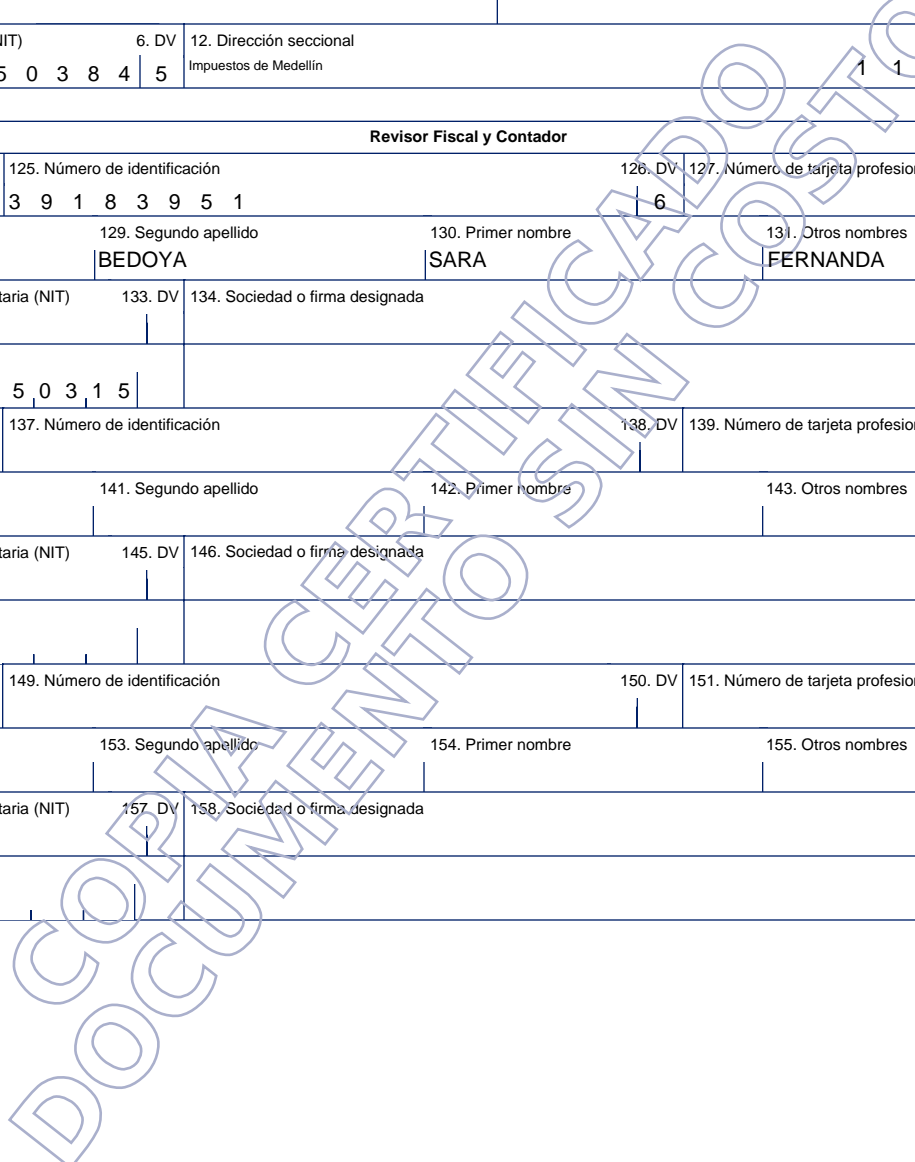 IT) 6. DV 12. Dirección seccional
5 0 3 8 4 5 Impuestos de Medellín 1 1
Revisor Fiscal y Contador
125. Número de identificación 126. DV 127. Número de tarjeta profesion
3 9 1 8 3 9 5 1 6
129. Segundo apellido 130. Primer nombre 131. Otros nombres
BEDOYA SARA FERNANDA
taria (NIT) 133. DV 134. Sociedad o firma designada
5 0 3 1 5
137. Número de identificación 138. DV 139. Número de tarjeta profesion
141. Segundo apellido 142. Primer nombre 143. Otros nombres
taria (NIT) 145. DV 146. Sociedad o firma designada
149. Número de identificación 150. DV 151. Número de tarjeta profesion
153. Segundo apellido 154. Primer nombre 155. Otros nombres
taria (NIT) 157. DV 158. Sociedad o firma designada
COPIA CERTIFICADO
DOCUMENTO SIN COSTO